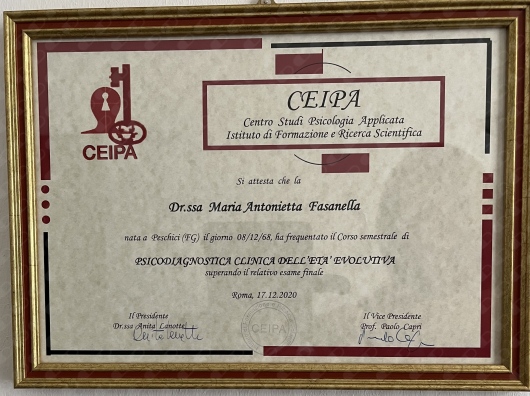 CEIPA
CEIPA
Centro Studi Psicologia Applicata
Istituto di Formazione e Ricerca Scientifica
Si attesta che la
Dr.ssa Maria Antonietta Fasanella
nata a Peschici (FG) il giorno 08/12/68, ha frequentato il Corso semestrale di
PSICODIAGNOSTICA CLINICA DELL'ETA' EVOLUTIVA
superando il relativo esame finale
Roma, 17.12.2020
Il Presidente
Dr.ssa Anita Lanotte
CEIPA
Il Vice Presidente
Prof. Paolo Capri